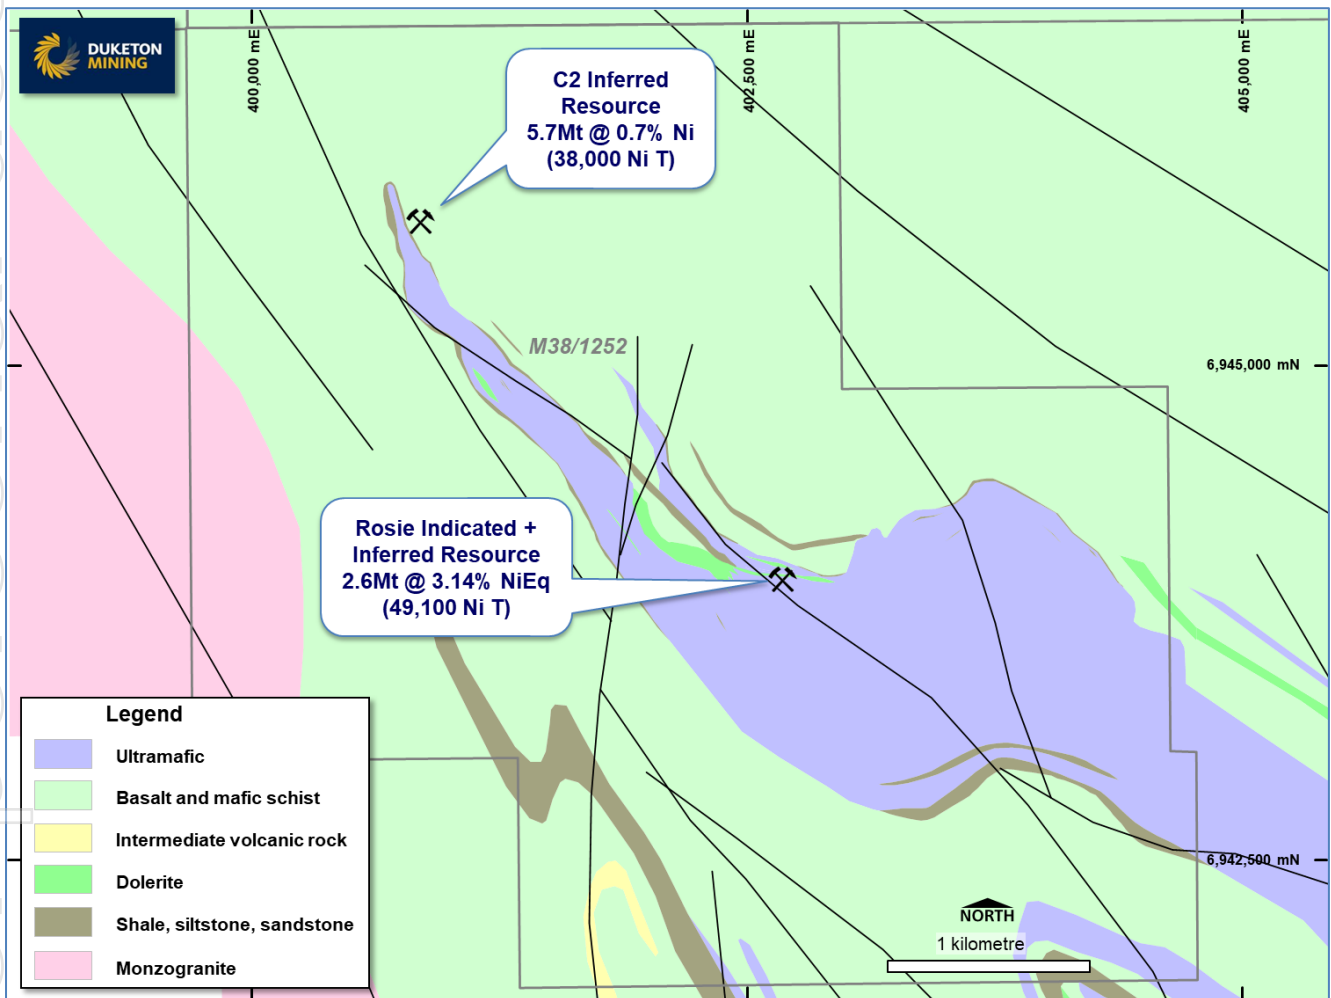 DUKETON
MINING
400,000 mE
402,500 mE
405,000 mE
C2 Inferred
Resource
5.7Mt @ 0.7% Ni
(38,000 Ni T)
M38/1252
6,945,000 mN
Rosie Indicated +
Inferred Resource
2.6Mt @ 3.14% NiEq
(49,100 Ni T)
6,942,500 mN
Legend
Ultramafic
Basalt and mafic schist
Intermediate volcanic rock
Dolerite
Shale, siltstone, sandstone
Monzogranite
NORTH
1 kilometre